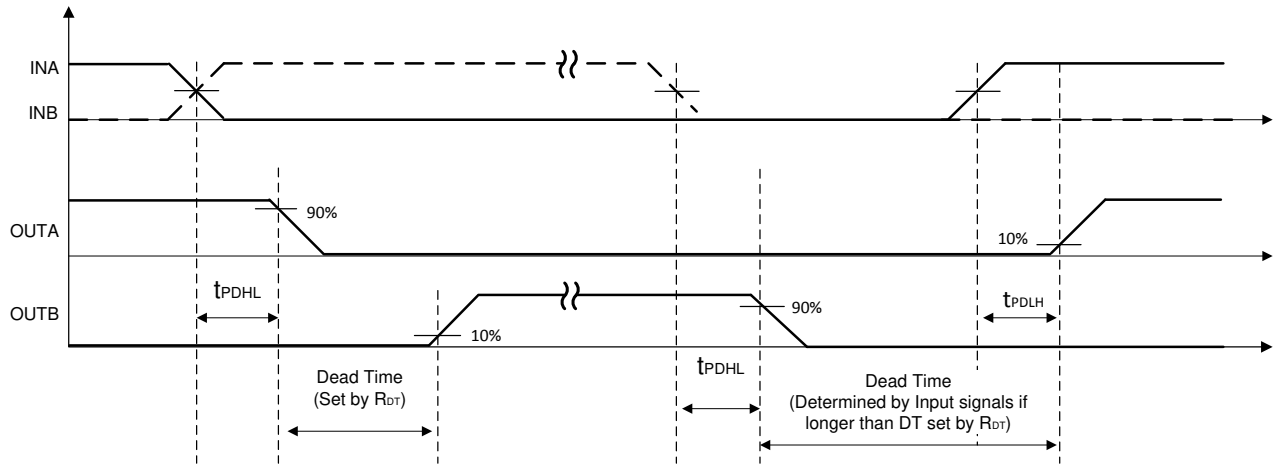 INA
INB
OUTA
90%
10%
tPDHL
tPDLH
OUTB
10%
90%
Dead Time
(Set by RDT)
tPDHL
Dead Time
(Determined by Input signals if
longer than DT set by RDT)